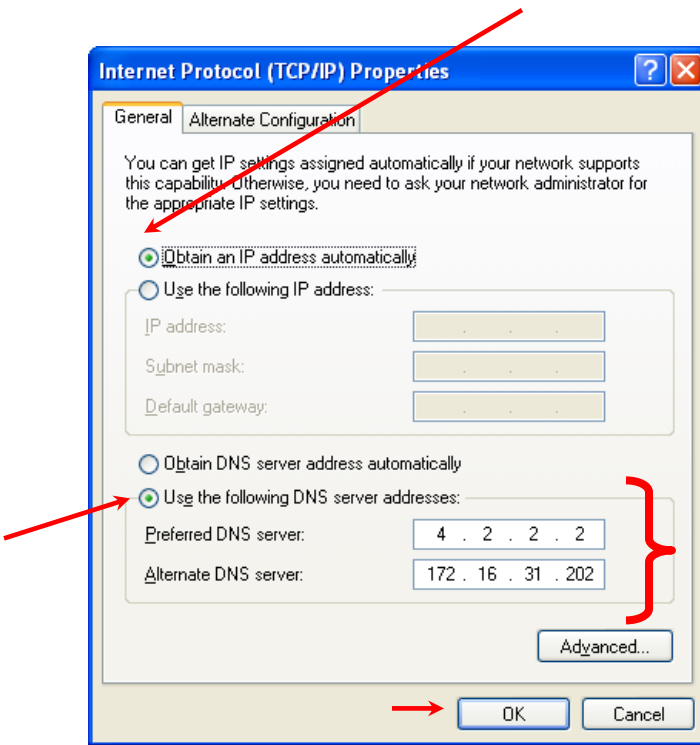 Internet Protocol (TCP/IP) Properties
General
Alternate Configuration
You can get IP settings assigned automatically if your network supports
this capability. Otherwise, you need to ask your network administrator for
the appropriate IP settings.
Obtain an IP address automatically
Use the following IP address:
IP address:
Subnet mask:
Default gateway:
Obtain DNS server address automatically
Use the following DNS server addresses:
Preferred DNS server: 4 . 2 . 2 . 2
Alternate DNS server: 172 . 16 . 31 . 202
Advanced...
OK Cancel